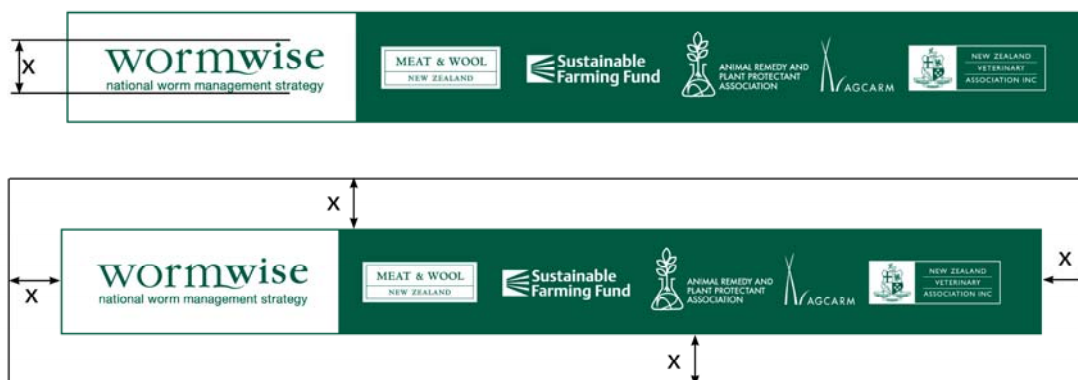 X
wormwise
national worm management strategy
MEAT & WOOL
NEW ZEALAND
Sustainable
Farming Fund
ANIMAL REMEDY AND
PLANT PROTECTANT
ASSOCIATION
AGCARM
NEW ZEALAND
VETERINARY
ASSOCIATION INC
X
X
X
wormwise
national worm management strategy
MEAT & WOOL
NEW ZEALAND
Sustainable
Farming Fund
ANIMAL REMEDY AND
PLANT PROTECTANT
ASSOCIATION
AGCARM
NEW ZEALAND
VETERINARY
ASSOCIATION INC
X